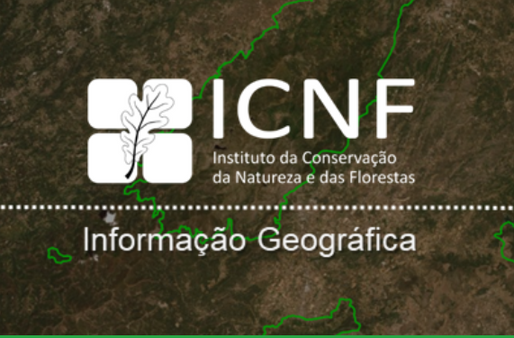 ICNF
Instituto da Conservação
da Natureza e das Florestas
Informação Geográfica